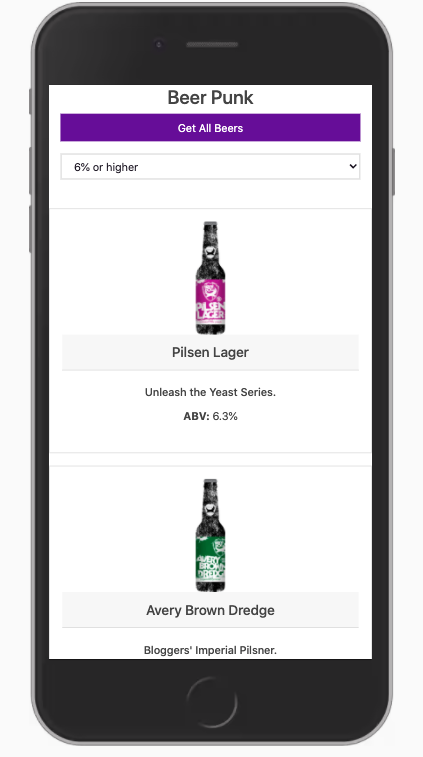 Beer Punk
Get All Beers
6% or higher
PILSEN
LAGER
Pilsen Lager
Unleash the Yeast Series.
ABV: 6.3%
AVERY
BROWN
DREDGE
Avery Brown Dredge
Bloggers' Imperial Pilsner.